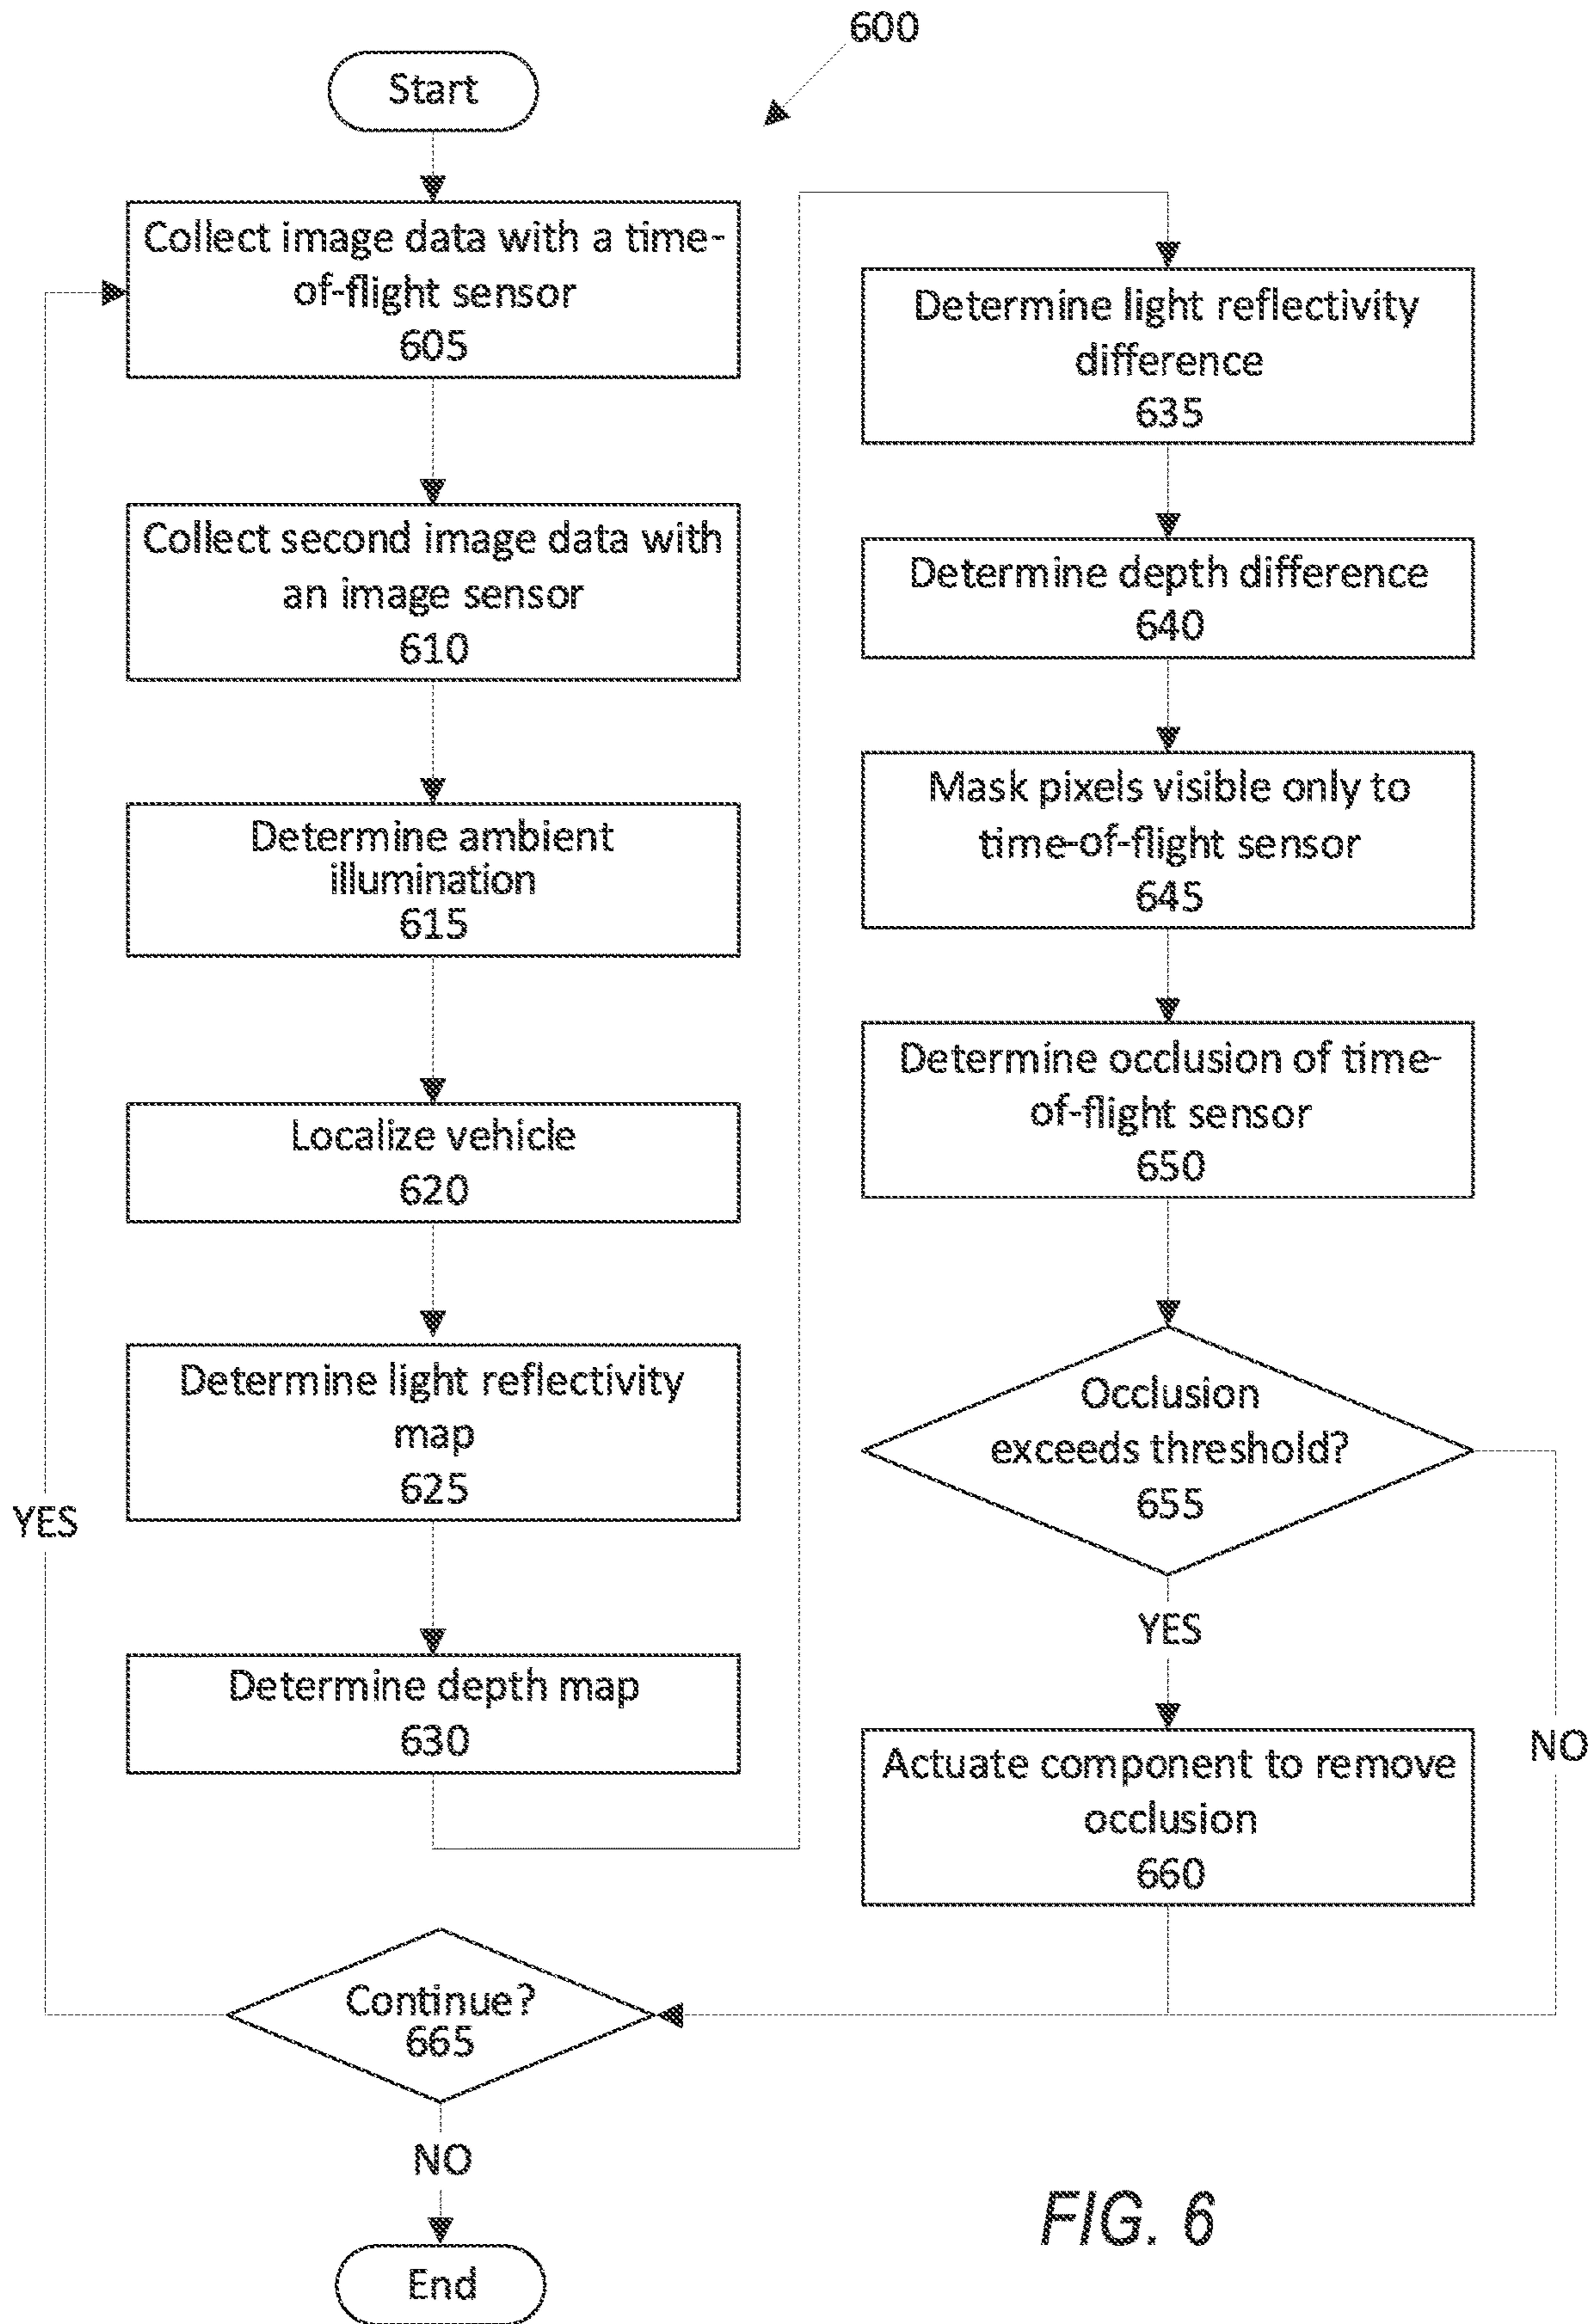 600
Start
Collect image data with a time-
of-flight sensor
605
Collect second image data with
an image sensor
610
Determine ambient
illumination
615
Localize vehicle
620
Determine light reflectivity
map
625
Determine depth map
630
Determine light reflectivity
difference
635
Determine depth difference
640
Mask pixels visible only to
time-of-flight sensor
645
Determine occlusion of time-
of-flight sensor
650
Occlusion
exceeds threshold?
655
YES
NO
Actuate component to remove
occlusion
660
Continue?
665
YES
NO
End
FIG. 6